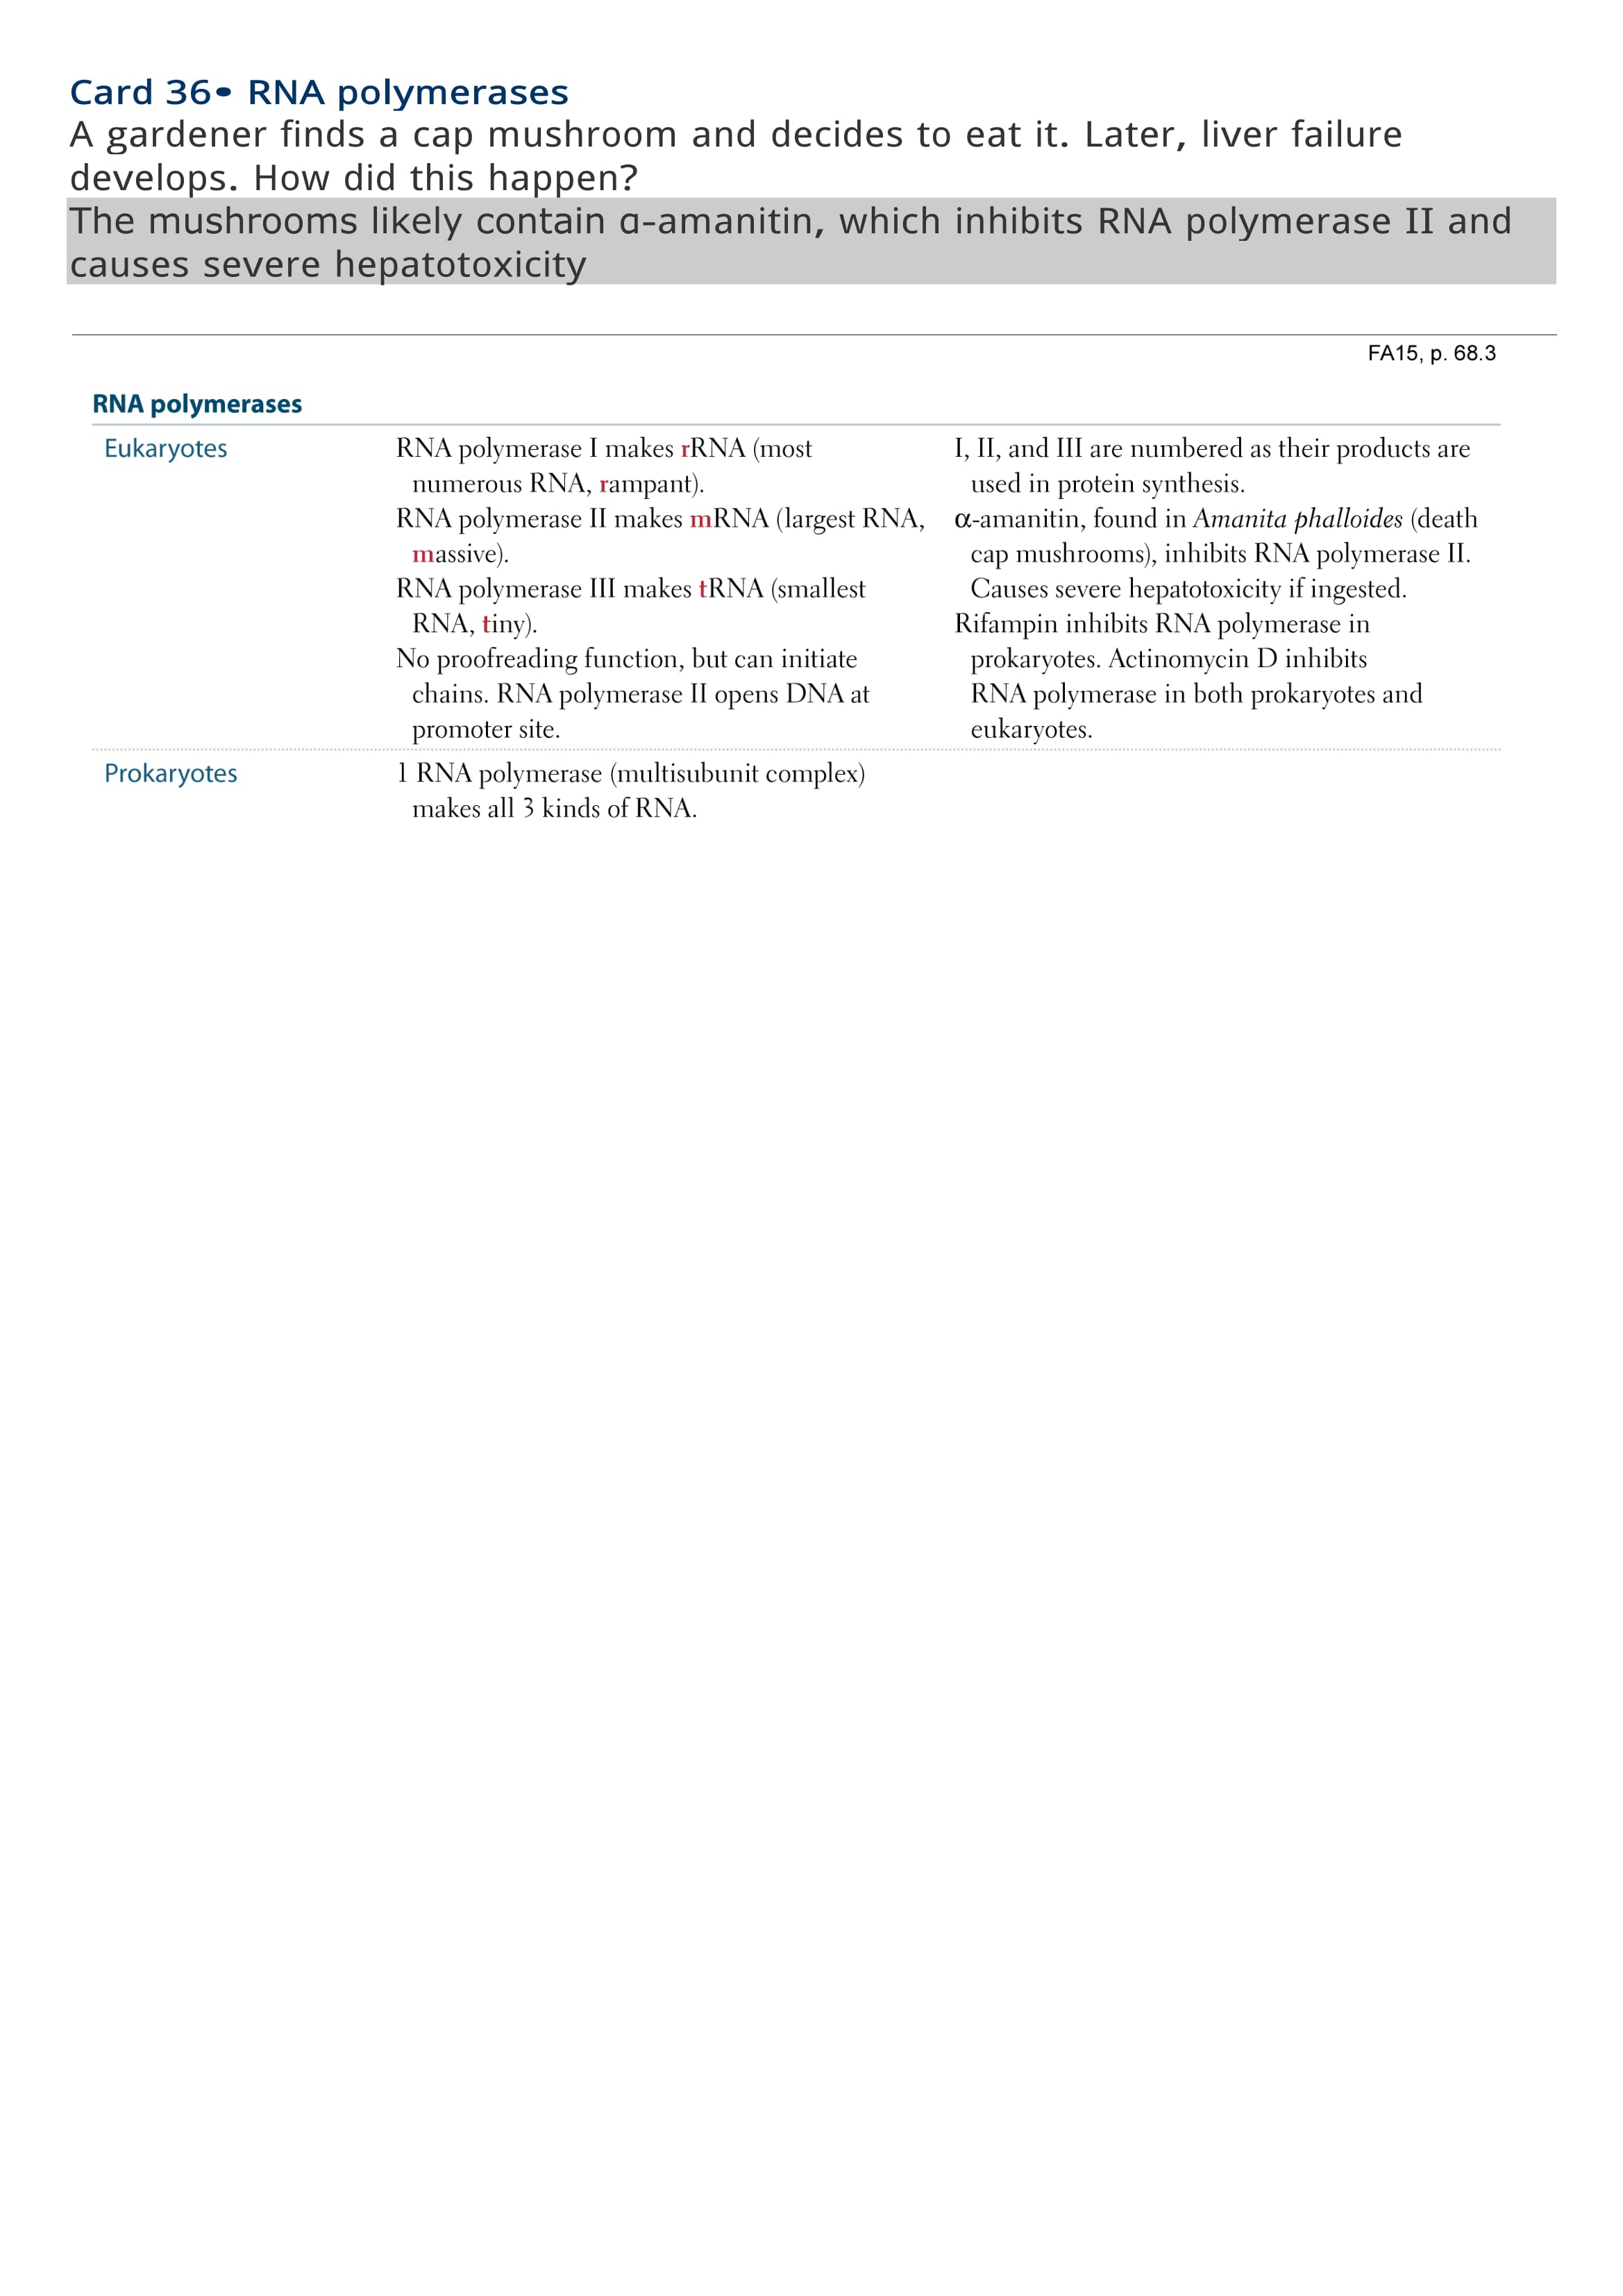 Card 36• RNA polymerases
A gardener finds a cap mushroom and decides to eat it. Later, liver failure
develops. How did this happen?
The mushrooms likely contain α-amanitin, which inhibits RNA polymerase II and
causes severe hepatotoxicity
FA15, p. 68.3
RNA polymerases
Eukaryotes
RNA polymerase I makes rRNA (most
numerous RNA, rampant).
RNA polymerase II makes mRNA (largest RNA,
massive).
RNA polymerase III makes tRNA (smallest
RNA, tiny).
No proofreading function, but can initiate
chains. RNA polymerase II opens DNA at
promoter site.
I, II, and III are numbered as their products are
used in protein synthesis.
α-amanitin, found in Amanita phalloides (death
cap mushrooms), inhibits RNA polymerase II.
Causes severe hepatotoxicity if ingested.
Rifampin inhibits RNA polymerase in
prokaryotes. Actinomycin D inhibits
RNA polymerase in both prokaryotes and
eukaryotes.
Prokaryotes
1 RNA polymerase (multisubunit complex)
makes all 3 kinds of RNA.